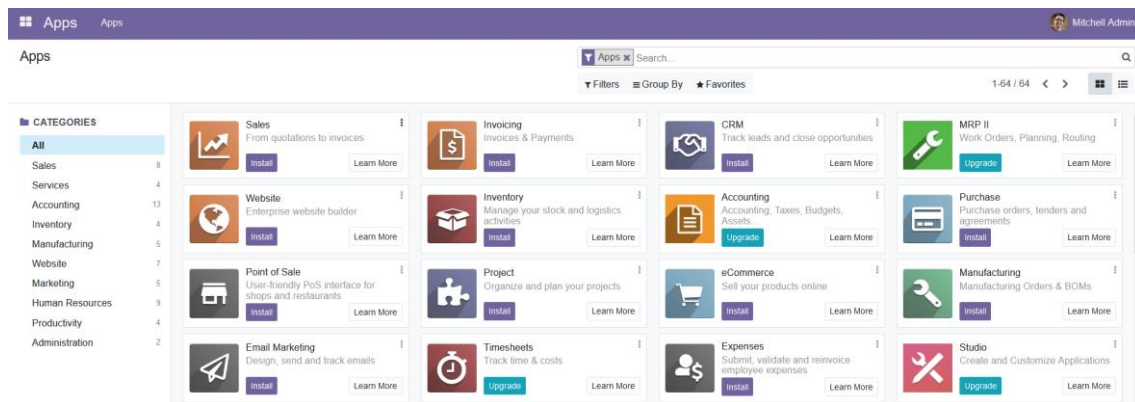 Apps Apps Mitchell Admin
Apps
Apps × Search...
Filters Group By Favorites 1-64 / 64
CATEGORIES
All
Sales 8
Services 4
Accounting 13
Inventory 4
Manufacturing 5
Website 7
Marketing 5
Human Resources 9
Productivity 4
Administration 2
Sales
From quotations to invoices
Install Learn More
Invoicing
Invoices & Payments
Install Learn More
CRM
Track leads and close opportunities
Install Learn More
MRP II
Work Orders, Planning, Routing
Upgrade Learn More
Website
Enterprise website builder
Install Learn More
Inventory
Manage your stock and logistics
activities
Install Learn More
Accounting
Accounting, Taxes, Budgets,
Assets...
Upgrade Learn More
Purchase
Purchase orders, tenders and
agreements
Install Learn More
Point of Sale
User-friendly PoS interface for
shops and restaurants
Install Learn More
Project
Organize and plan your projects
Install Learn More
eCommerce
Sell your products online
Install Learn More
Manufacturing
Manufacturing Orders & BOMs
Install Learn More
Email Marketing
Design, send and track emails
Install Learn More
Timesheets
Track time & costs
Upgrade Learn More
Expenses
Submit, validate and reinvoice
employee expenses
Install Learn More
Studio
Create and Customize Applications
Upgrade Learn More